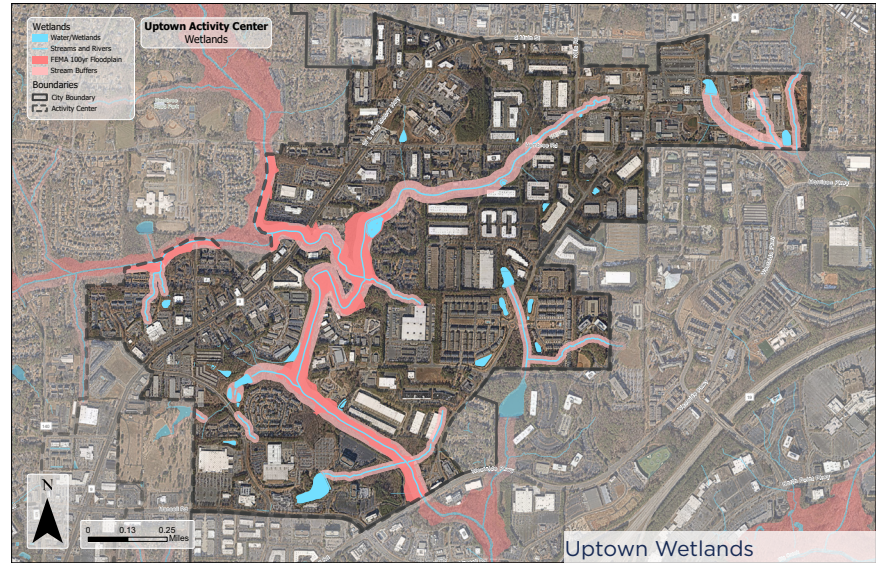 Wetlands
Water/Wetlands
Streams and Rivers
FEMA 100yr Floodplain
Stream Buffers
Boundaries
City Boundary
Activity Center
Uptown Activity Center
Wetlands
N
0 0.13 0.25
Miles
Uptown Wetlands